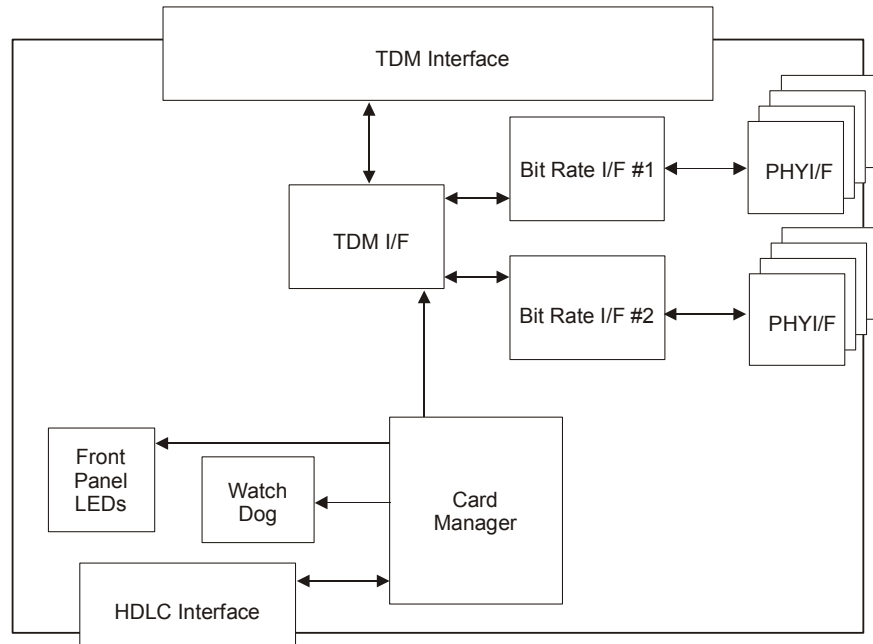 TDM Interface
Bit Rate I/F #1
PHYI/F
TDM I/F
Bit Rate I/F #2
PHYI/F
Front
Panel
LEDs
Watch
Dog
Card
Manager
HDLC Interface